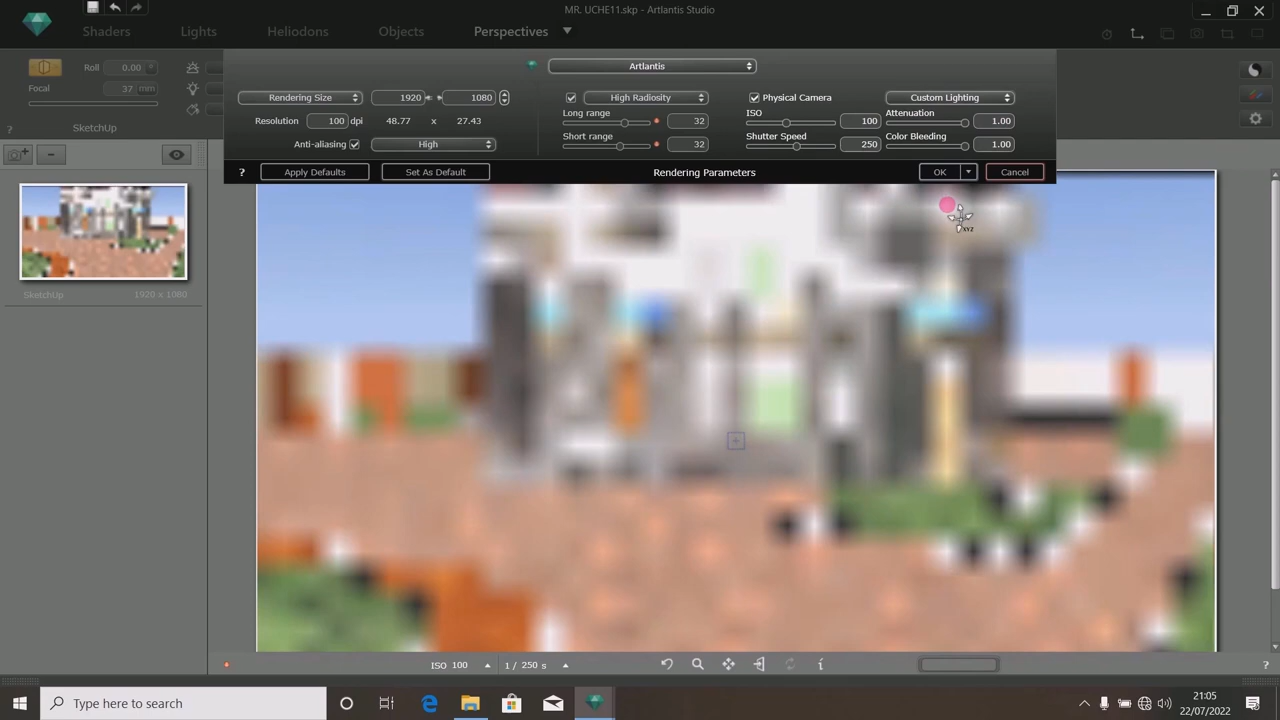 MR. UCHE11.skp - Artlantis Studio
Shaders Lights Heliodons Objects Perspectives
Roll 0.00
Focal 37 mm
? SketchUp
Artlantis
Rendering Size 1920 1080
Resolution 100 dpi 48.77 x 27.43
Anti-aliasing High
High Radiosity
Long range 32
Short range 32
Physical Camera
ISO 100
Shutter Speed 250
Custom Lighting
Attenuation 1.00
Color Bleeding 1.00
? Apply Defaults Set As Default Rendering Parameters OK Cancel
XYZ
SketchUp 1920 x 1080
ISO 100 1 / 250 s i ?
Type here to search
21:05
22/07/2022